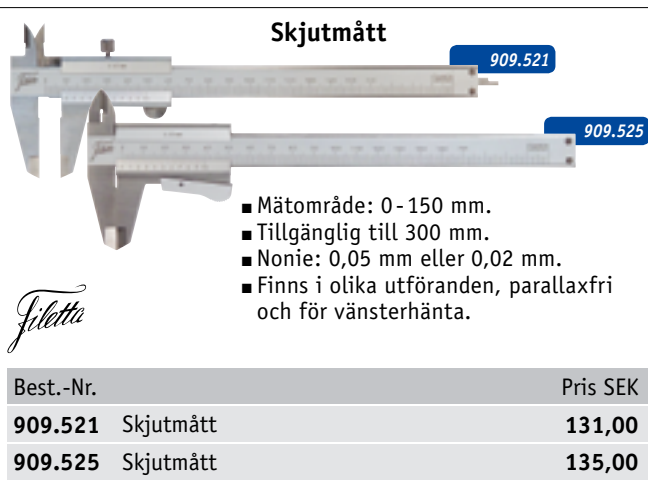 Skjutmått
909.521
909.525
■ Mätområde: 0-150 mm.
■ Tillgänglig till 300 mm.
■ Nonie: 0,05 mm eller 0,02 mm.
■ Finns i olika utföranden, parallaxfri
och för vänsterhänta.
Filetta
Best.-Nr. Pris SEK
909.521 Skjutmått 131,00
909.525 Skjutmått 135,00